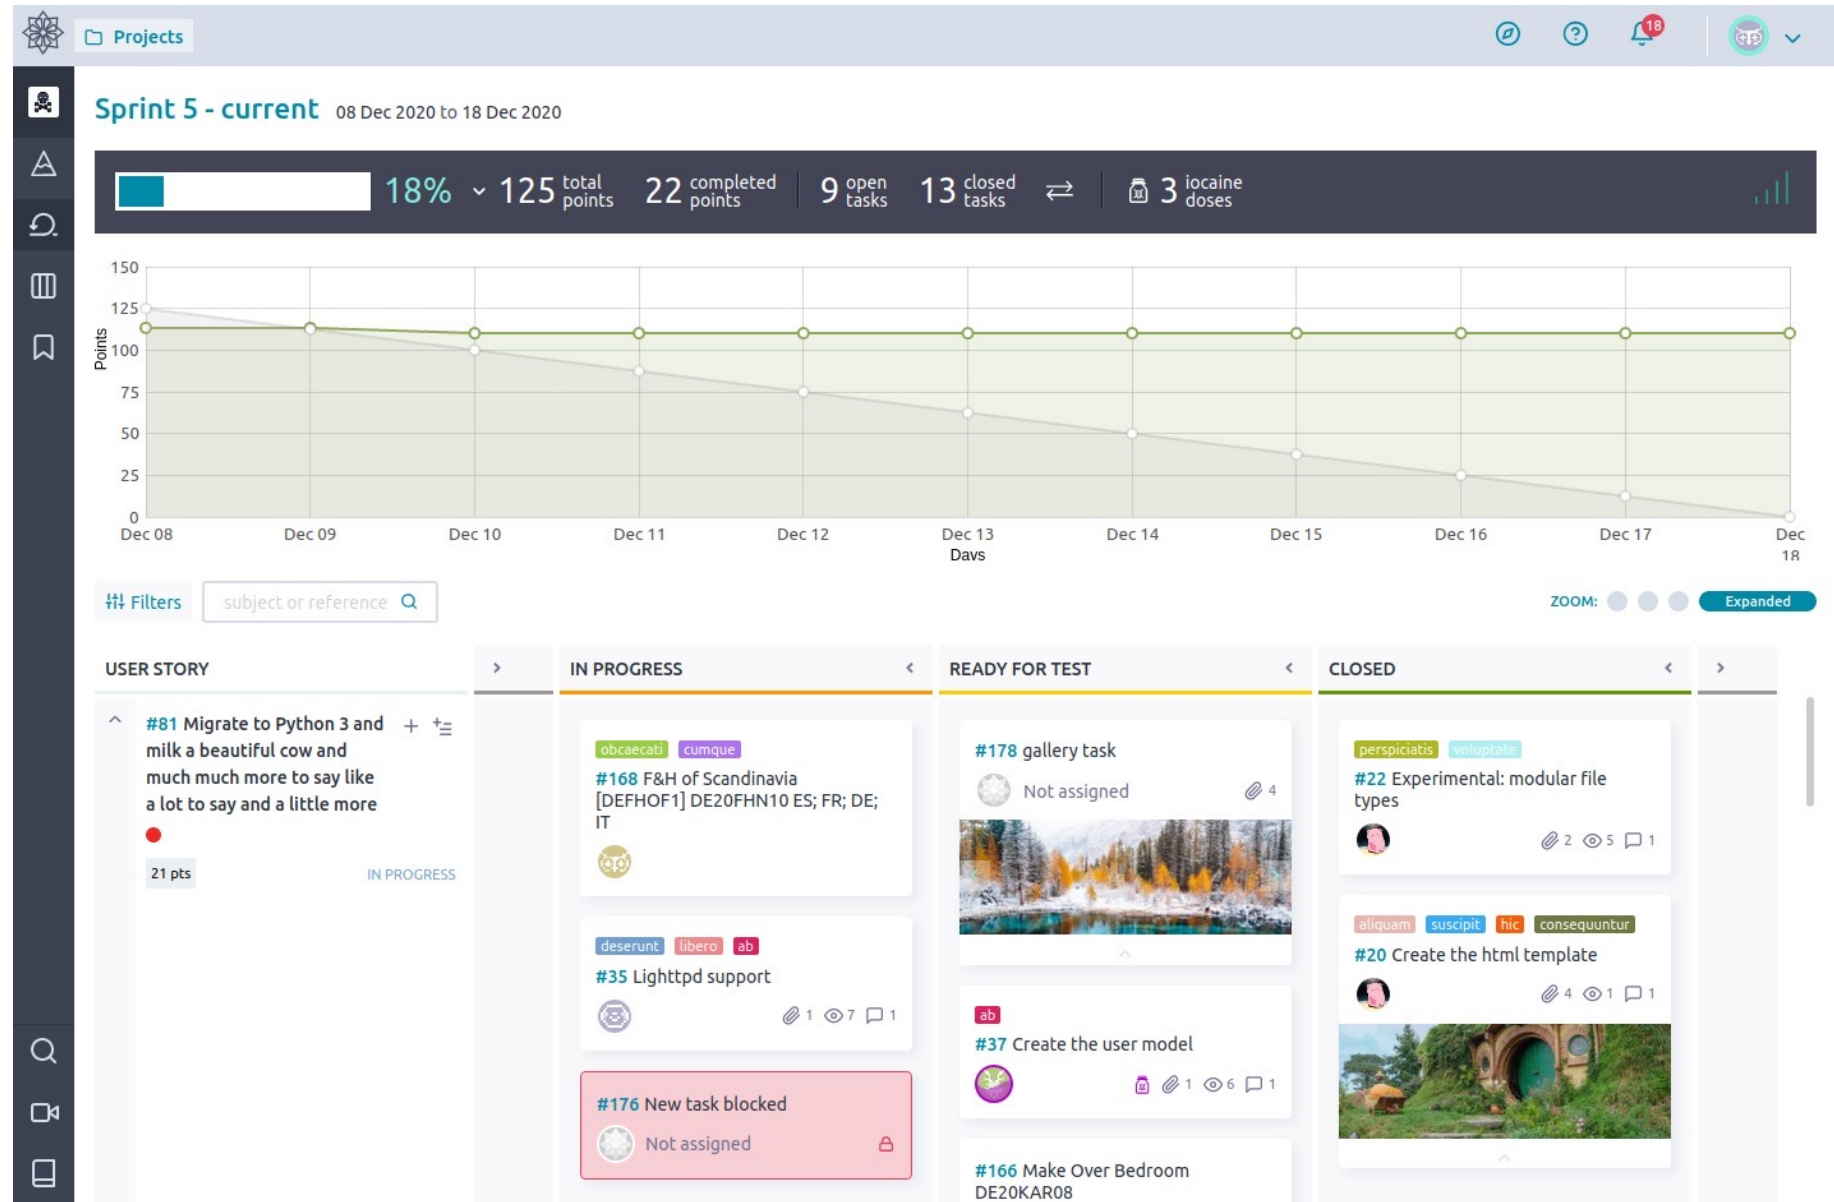 Projects
18
Sprint 5 - current 08 Dec 2020 to 18 Dec 2020
18% 125 total points 22 completed points 9 open tasks 13 closed tasks 3 iocaine doses
150
125
100
75
50
25
0
Points
Dec 08 Dec 09 Dec 10 Dec 11 Dec 12 Dec 13 Dec 14 Dec 15 Dec 16 Dec 17 Dec 18
Days
Filters subject or reference ZOOM: Expanded
USER STORY IN PROGRESS READY FOR TEST CLOSED
#81 Migrate to Python 3 and
milk a beautiful cow and
much much more to say like
a lot to say and a little more
21 pts IN PROGRESS
obcaecati cumque
#168 F&H of Scandinavia
[DEFHOF1] DE20FHN10 ES; FR; DE;
IT
deserunt libero ab
#35 Lighttpd support
1 7 1
#176 New task blocked
Not assigned
#178 gallery task
Not assigned 4
ab
#37 Create the user model
1 6 1
#166 Make Over Bedroom
DE20KAR08
perspiciatis voluptate
#22 Experimental: modular file
types
2 5 1
aliquam suscipit hic consequuntur
#20 Create the html template
4 1 1